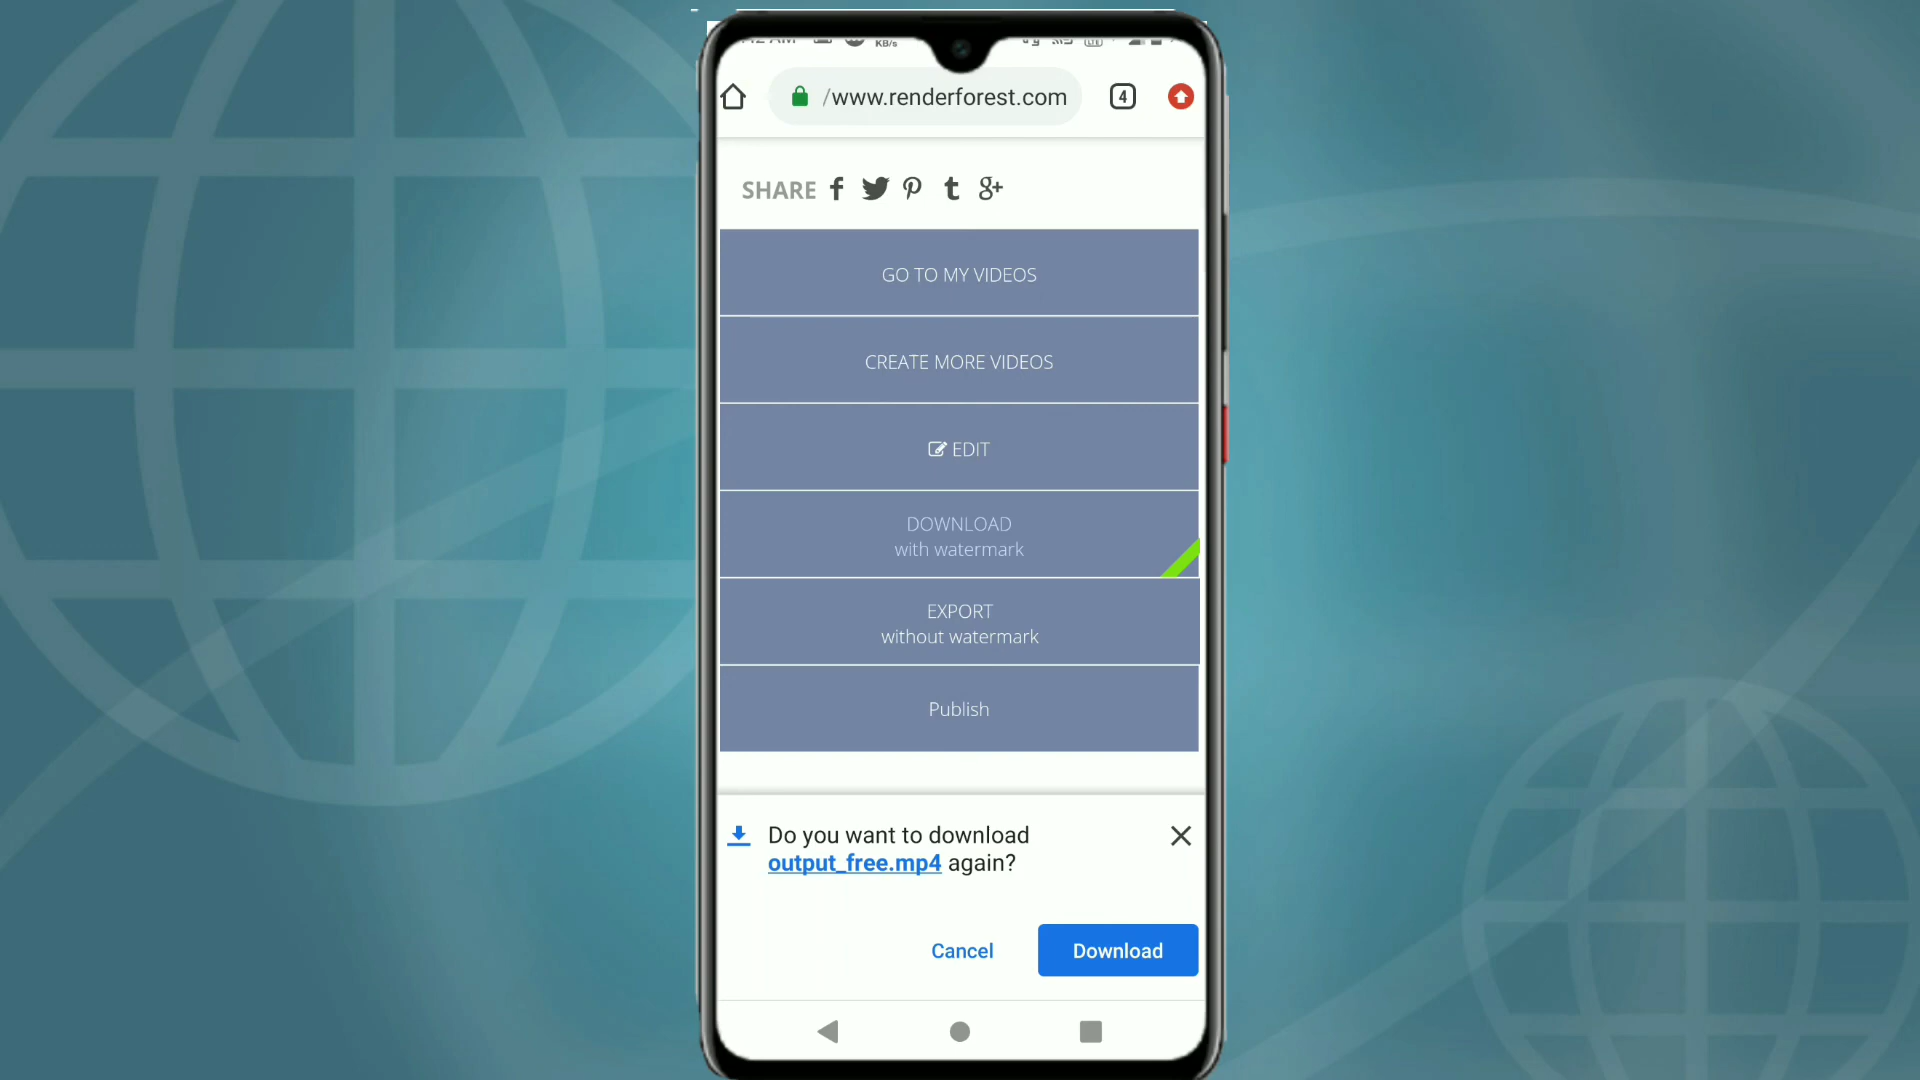 KB/s
/www.renderforest.com
4
SHARE
GO TO MY VIDEOS
CREATE MORE VIDEOS
EDIT
DOWNLOAD
with watermark
EXPORT
without watermark
Publish
Do you want to download
output_free.mp4 again?
Cancel
Download